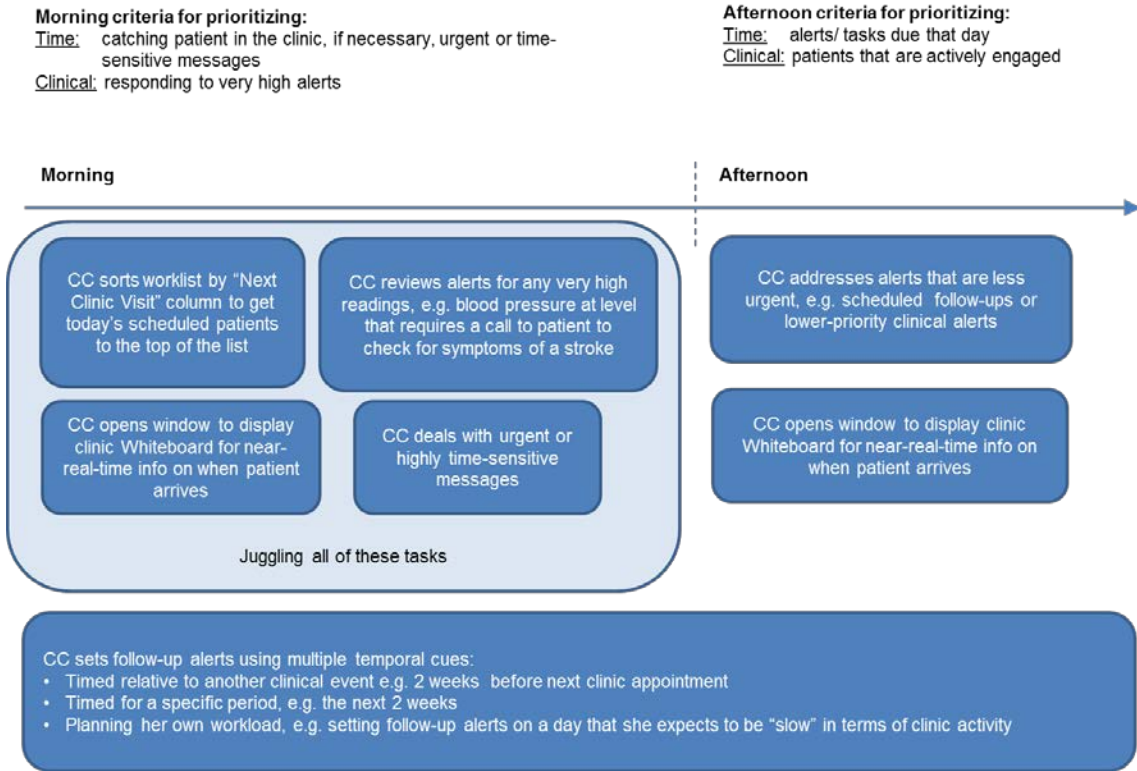 Morning criteria for prioritizing:
Time: catching patient in the clinic, if necessary, urgent or time-
sensitive messages
Clinical: responding to very high alerts
Afternoon criteria for prioritizing:
Time: alerts/ tasks due that day
Clinical: patients that are actively engaged
Morning
Afternoon
CC sorts worklist by “Next
Clinic Visit” column to get
today’s scheduled patients
to the top of the list
CC reviews alerts for any very high
readings, e.g. blood pressure at level
that requires a call to patient to
check for symptoms of a stroke
CC addresses alerts that are less
urgent, e.g. scheduled follow-ups or
lower-priority clinical alerts
CC opens window to display
clinic Whiteboard for near-
real-time info on when patient
arrives
CC deals with urgent or
highly time-sensitive
messages
CC opens window to display clinic
Whiteboard for near-real-time info on
when patient arrives
Juggling all of these tasks
CC sets follow-up alerts using multiple temporal cues:
• Timed relative to another clinical event e.g. 2 weeks before next clinic appointment
• Timed for a specific period, e.g. the next 2 weeks
• Planning her own workload, e.g. setting follow-up alerts on a day that she expects to be “slow” in terms of clinic activity